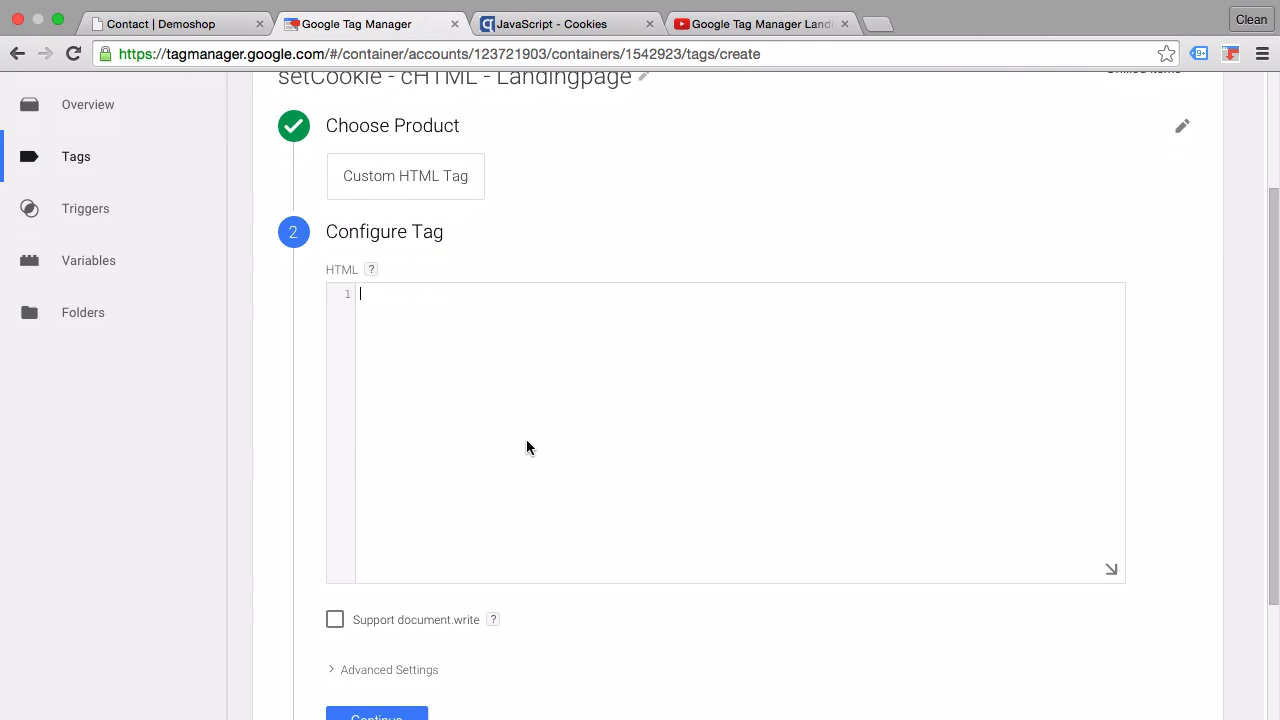 Contact | Demoshop
Google Tag Manager
JavaScript - Cookies
Google Tag Manager Landi
Clean
https://tagmanager.google.com/#/container/accounts/123721903/containers/1542923/tags/create
setCookie - cHTML - Landingpage
Overview
Choose Product
Tags
Custom HTML Tag
Triggers
2
Configure Tag
Variables
HTML ?
1
Folders
Support document.write ?
Advanced Settings
Continue